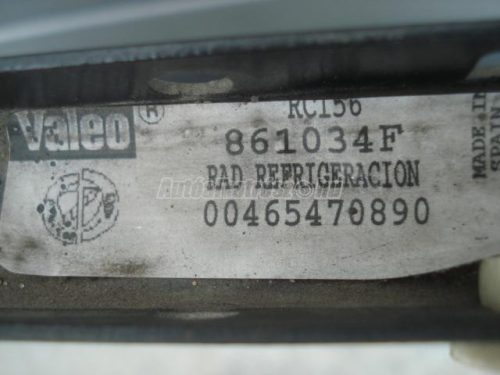 RC156
Valeo ®
861034F
RAD REFRIGERACION
00465470890
MADE IN
SPAIN